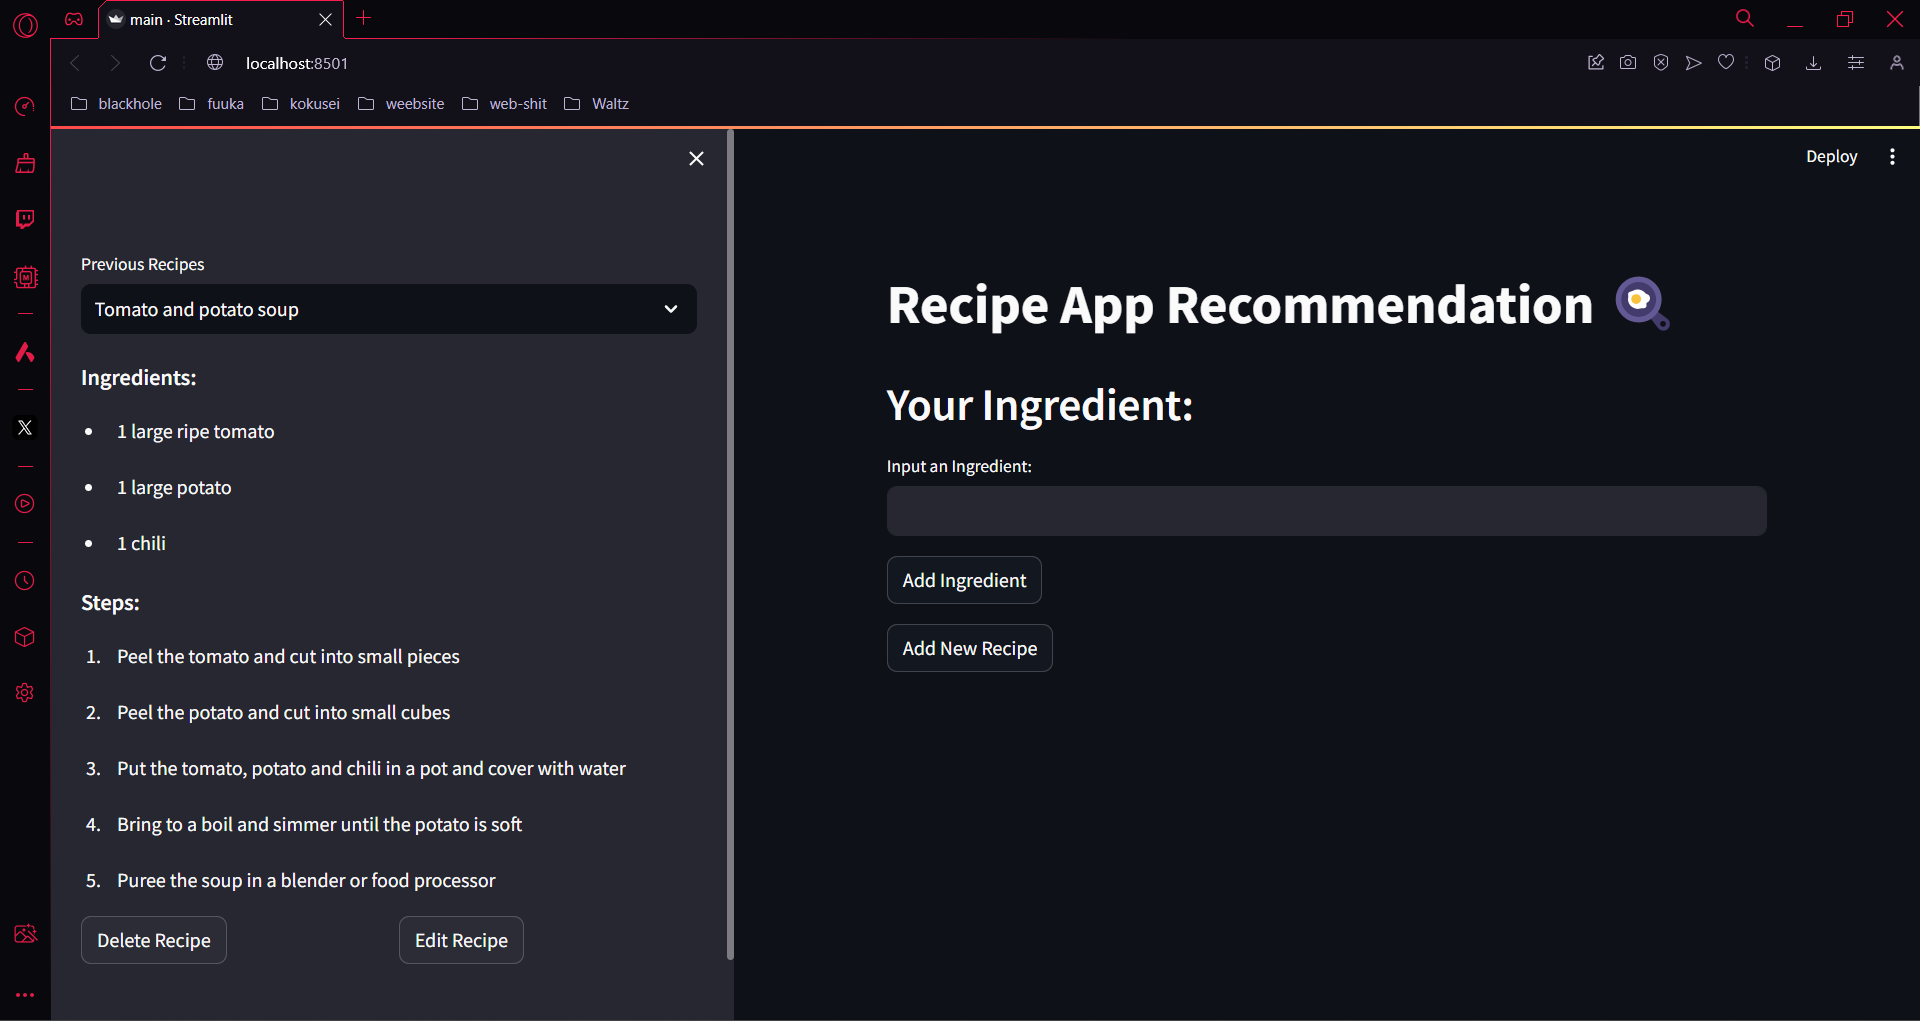 main · Streamlit
localhost:8501
blackhole fuuka kokusei weebsite web-shit Waltz
Deploy
Previous Recipes
Tomato and potato soup
Ingredients:
• 1 large ripe tomato
• 1 large potato
• 1 chili
Steps:
1. Peel the tomato and cut into small pieces
2. Peel the potato and cut into small cubes
3. Put the tomato, potato and chili in a pot and cover with water
4. Bring to a boil and simmer until the potato is soft
5. Puree the soup in a blender or food processor
Delete Recipe Edit Recipe
Recipe App Recommendation
Your Ingredient:
Input an Ingredient:
Add Ingredient
Add New Recipe